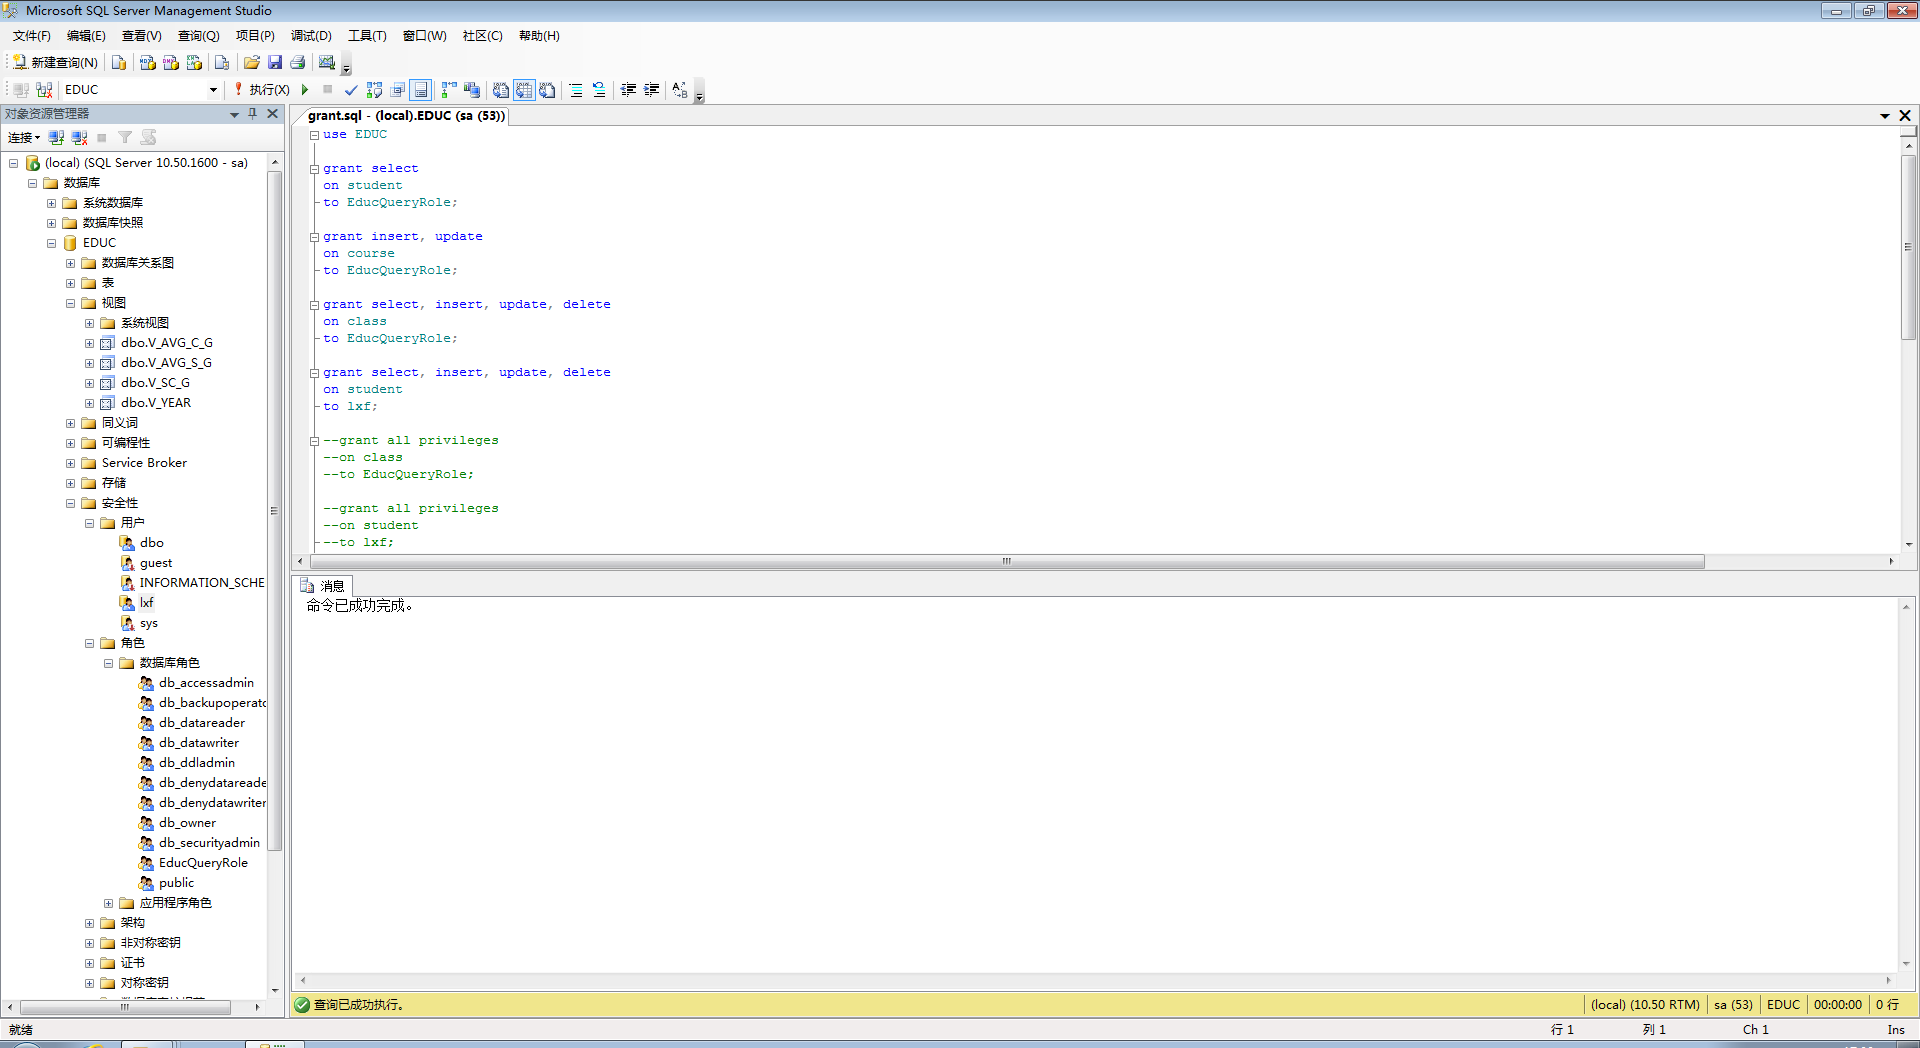 Microsoft SQL Server Management Studio
文件(F) 编辑(E) 查看(V) 查询(Q) 项目(P) 调试(D) 工具(T) 窗口(W) 社区(C) 帮助(H)
新建查询(N)
EDUC 执行(X)
对象资源管理器
连接
(local) (SQL Server 10.50.1600 - sa)
数据库
系统数据库
数据库快照
EDUC
数据库关系图
表
视图
系统视图
dbo.V_AVG_C_G
dbo.V_AVG_S_G
dbo.V_SC_G
dbo.V_YEAR
同义词
可编程性
Service Broker
存储
安全性
用户
dbo
guest
INFORMATION_SCHE
lxf
sys
角色
数据库角色
db_accessadmin
db_backupoperato
db_datareader
db_datawriter
db_ddladmin
db_denydatareade
db_denydatawriter
db_owner
db_securityadmin
EducQueryRole
public
应用程序角色
架构
非对称密钥
证书
对称密钥
grant.sql - (local).EDUC (sa (53))
use EDUC
grant select
on student
to EducQueryRole;
grant insert, update
on course
to EducQueryRole;
grant select, insert, update, delete
on class
to EducQueryRole;
grant select, insert, update, delete
on student
to lxf;
--grant all privileges
--on class
--to EducQueryRole;
--grant all privileges
--on student
--to lxf;
消息
命令已成功完成。
查询已成功执行。
(local) (10.50 RTM) sa (53) EDUC 00:00:00 0 行
就绪 行 1 列 1 Ch 1 Ins